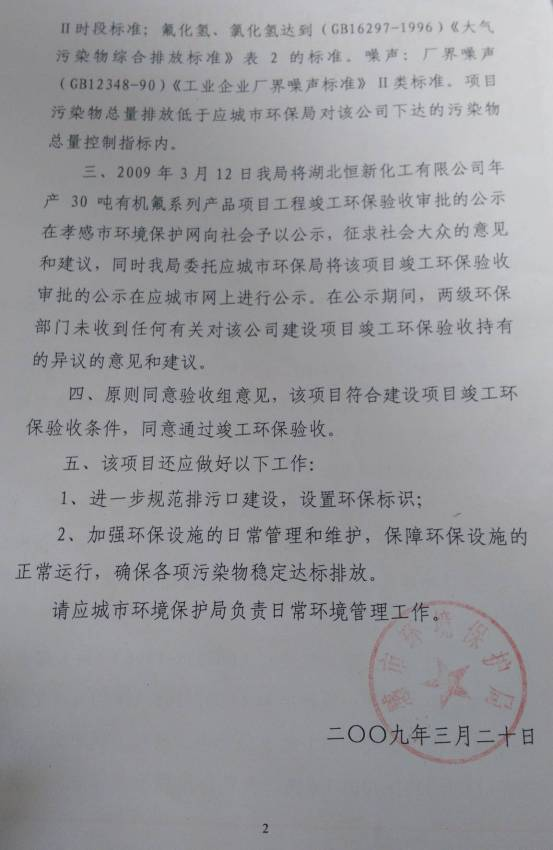 II时段标准；氟化氢、氯化氢达到（GB16297-1996）《大气
污染物综合排放标准》表 2 的标准。噪声：厂界噪声
（GB12348-90）《工业企业厂界噪声标准》II类标准。项目
污染物总量排放低于应城市环保局对该公司下达的污染物
总量控制指标内。
三、2009 年 3 月 12 日我局将湖北恒新化工有限公司年
产 30 吨有机氟系列产品项目工程竣工环保验收审批的公示
在孝感市环境保护网向社会予以公示，征求社会大众的意见
和建议，同时我局委托应城市环保局将该项目竣工环保验收
审批的公示在应城市网上进行公示。在公示期间，两级环保
部门未收到任何有关对该公司建设项目竣工环保验收持有
的异议的意见和建议。
四、原则同意验收组意见，该项目符合建设项目竣工环
保验收条件，同意通过竣工环保验收。
五、该项目还应做好以下工作：
1、进一步规范排污口建设，设置环保标识；
2、加强环保设施的日常管理和维护，保障环保设施的
正常运行，确保各项污染物稳定达标排放。
请应城市环境保护局负责日常环境管理工作。
感市环境保护局
二〇〇九年三月二十日
2